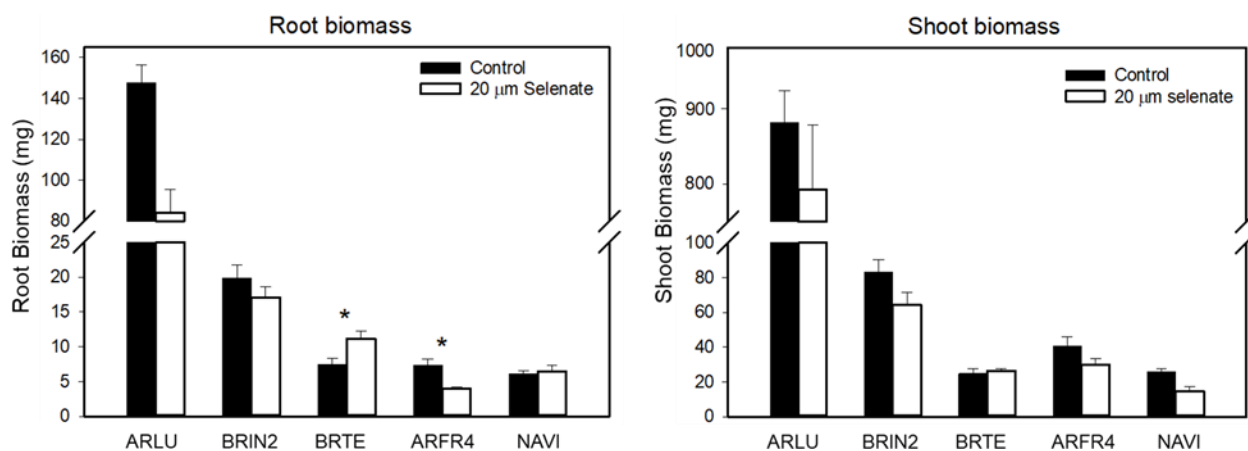 Root biomass
Root Biomass (mg)
160
140
120
100
80
25
20
15
10
5
0
Control
20 μm Selenate
*
*
ARLU BRIN2 BRTE ARFR4 NAVI
Shoot biomass
Shoot Biomass (mg)
1000
900
800
100
80
60
40
20
0
Control
20 μm selenate
ARLU BRIN2 BRTE ARFR4 NAVI